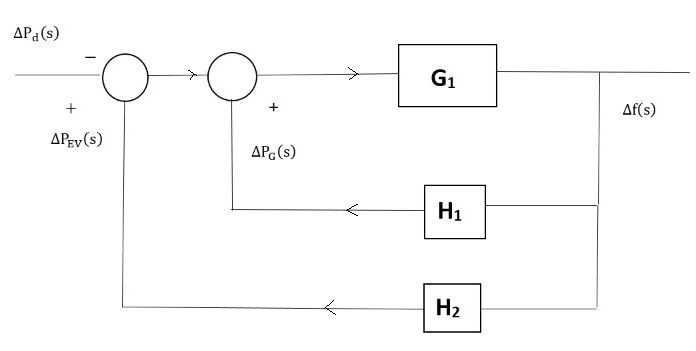 ΔP_d(s)
−
+
ΔP_EV(s)
G₁
+
Δf(s)
ΔP_G(s)
H₁
H₂